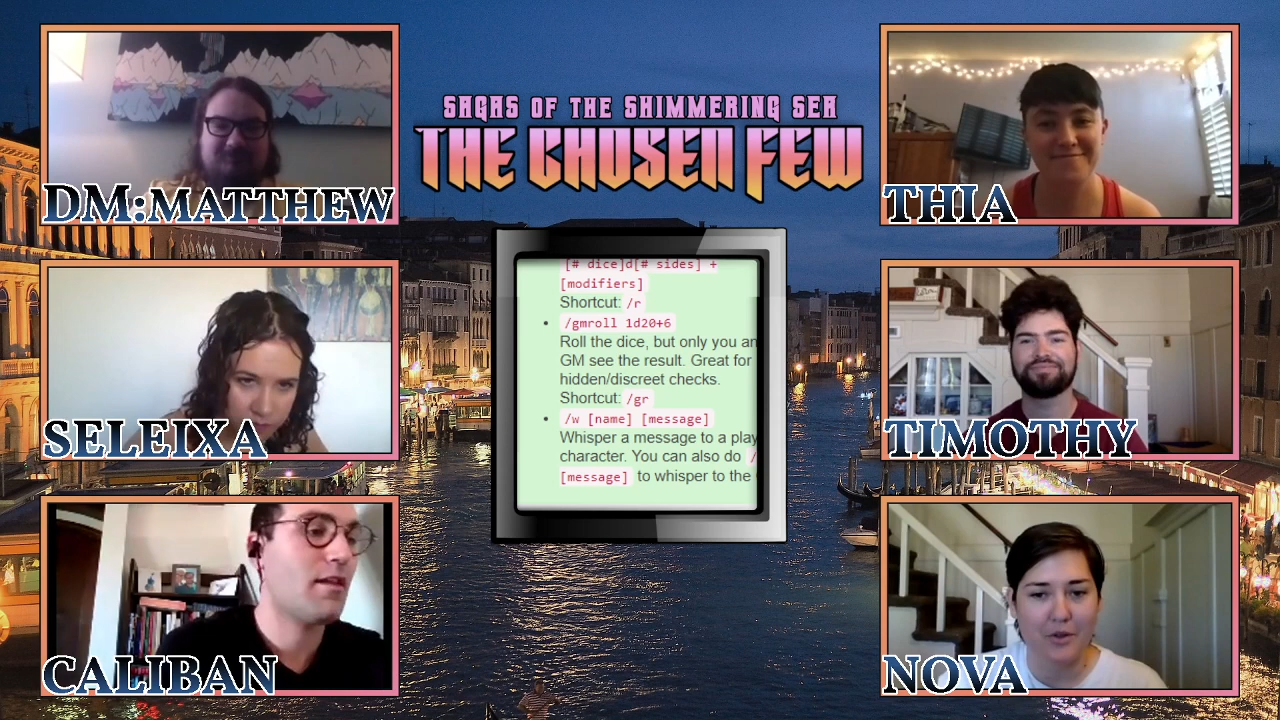 SAGAS OF THE SHIMMERING SEA
THE CHOSEN FEW
DM:MATTHEW
THIA
[# dice]d[# sides] +
[modifiers]
Shortcut: /r
• /gmroll 1d20+6
Roll the dice, but only you an
GM see the result. Great for
hidden/discreet checks.
Shortcut: /gr
• /w [name] [message]
Whisper a message to a play
character. You can also do /
[message] to whisper to the
SELEIXA
TIMOTHY
CALIBAN
NOVA